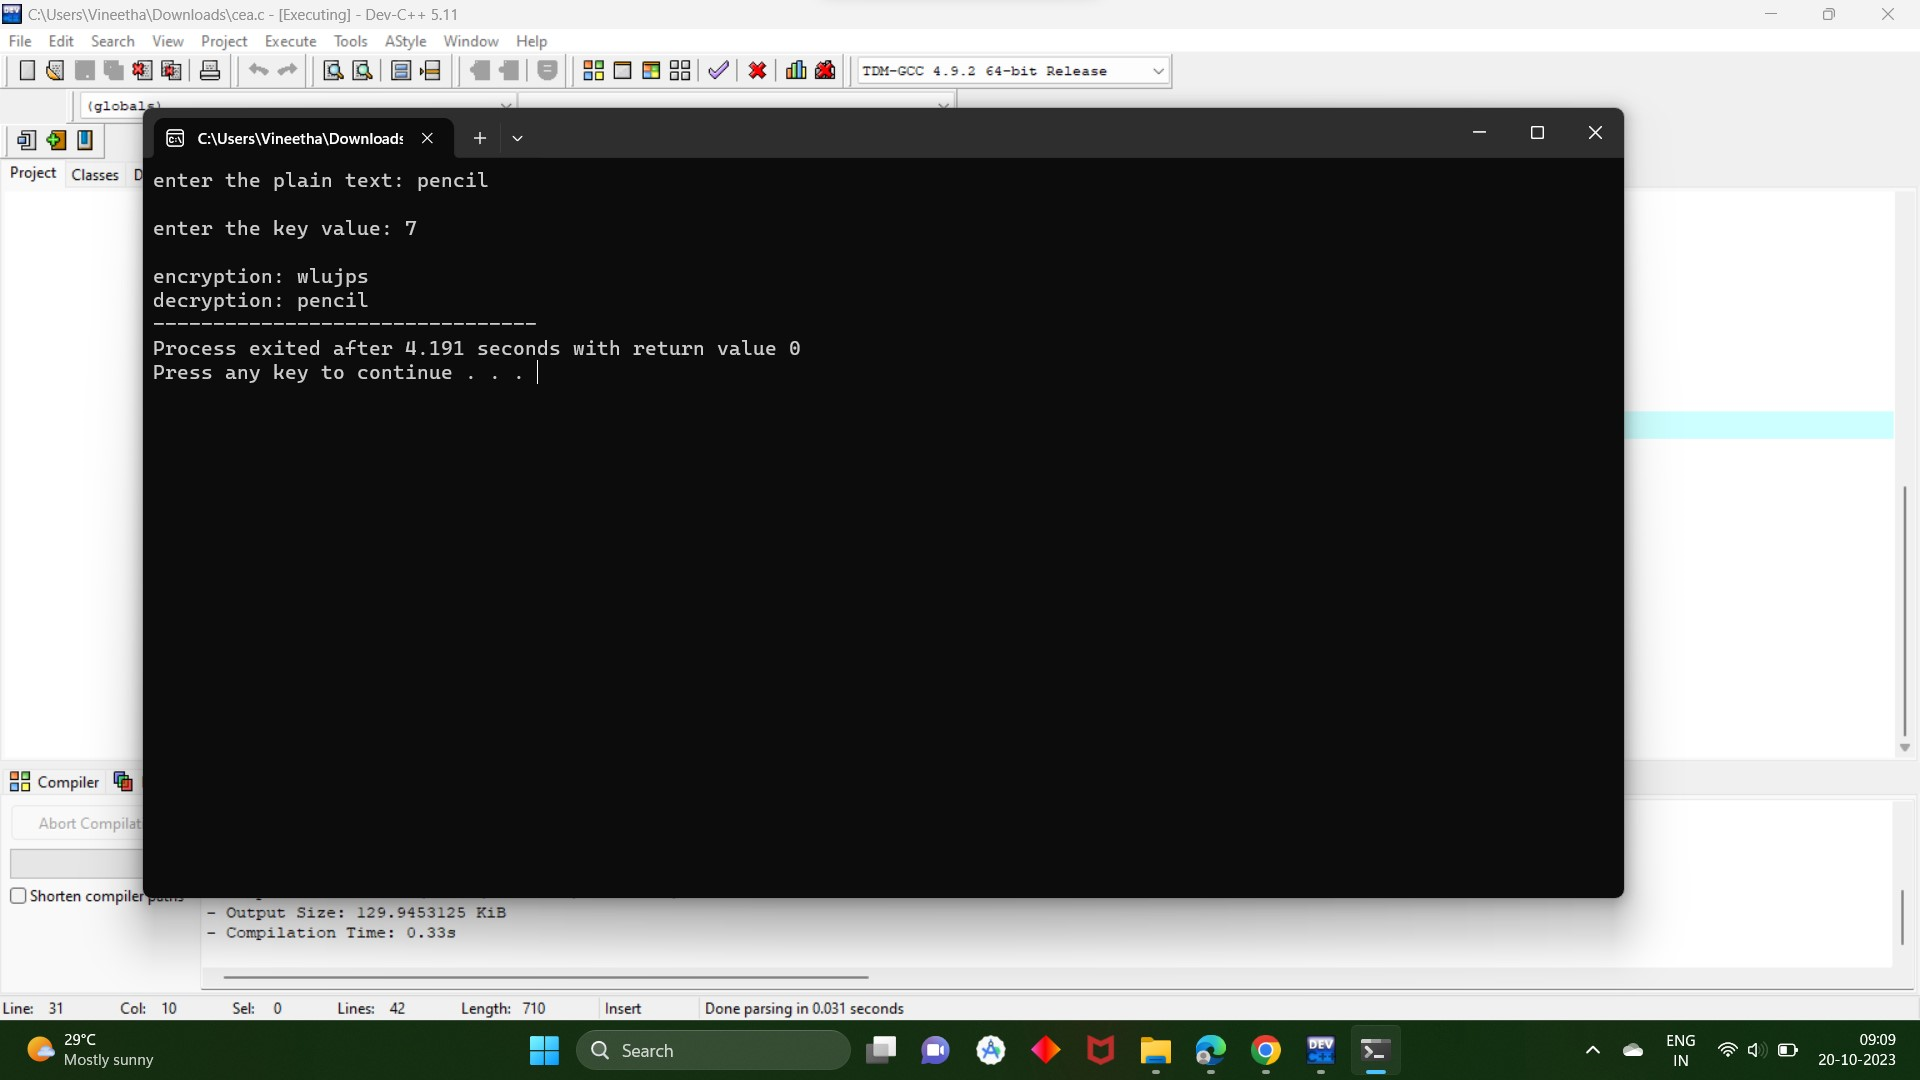 C:\Users\Vineetha\Downloads\cea.c - [Executing] - Dev-C++ 5.11
File Edit Search View Project Execute Tools AStyle Window Help
TDM-GCC 4.9.2 64-bit Release
(globals)
C:\Users\Vineetha\Downloads
Project Classes D
enter the plain text: pencil
enter the key value: 7
encryption: wlujps
decryption: pencil
--------------------------------
Process exited after 4.191 seconds with return value 0
Press any key to continue . . .
Compiler
Abort Compilat
Shorten compiler paths
- Output Size: 129.9453125 KiB
- Compilation Time: 0.33s
Line: 31 Col: 10 Sel: 0 Lines: 42 Length: 710 Insert Done parsing in 0.031 seconds
29°C
Mostly sunny
Search
DEV
ENG
IN
09:09
20-10-2023